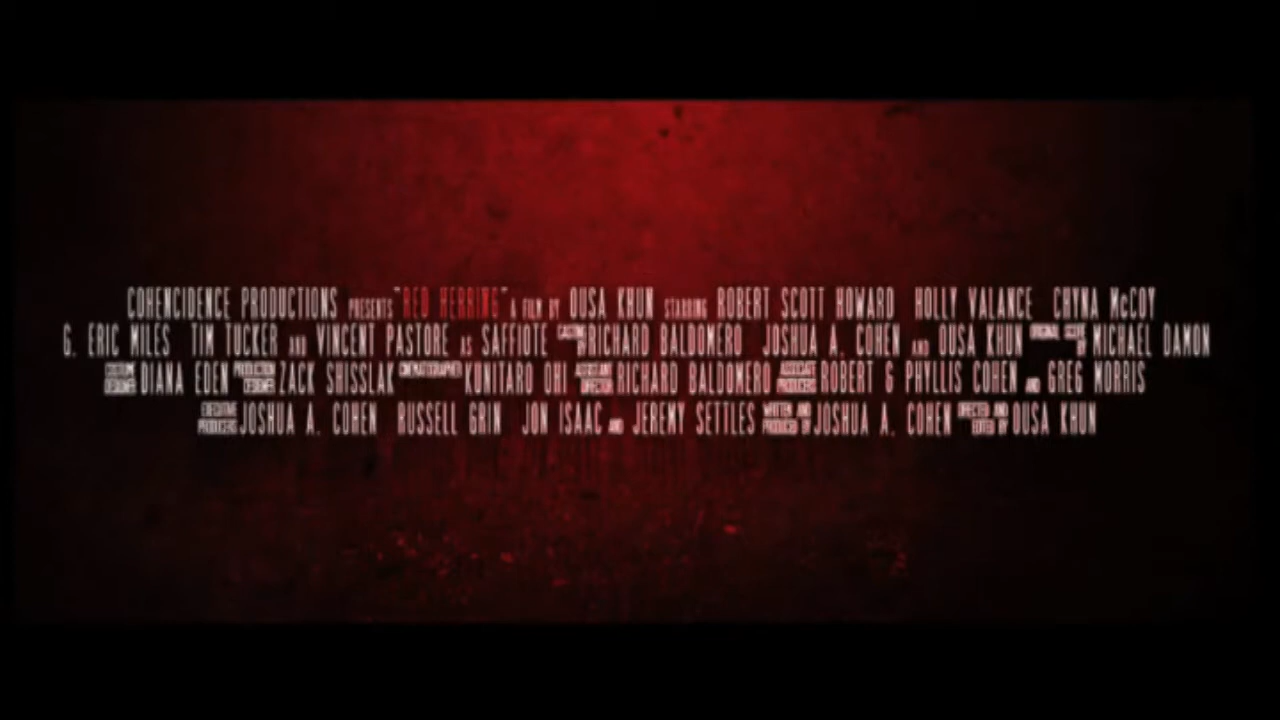 COHENCIDENCE PRODUCTIONS PRESENTS "RED HERRING" A FILM BY OUSA KHUN STARRING ROBERT SCOTT HOWARD HOLLY VALANCE CHYNA McCOY
G. ERIC MILES TIM TUCKER AND VINCENT PASTORE AS SAFFIOTE CASTING BY RICHARD BALDOMERO JOSHUA A. COHEN AND OUSA KHUN ORIGINAL SCORE BY MICHAEL DAMON
COSTUME DESIGNER DIANA EDEN PRODUCTION DESIGNER ZACK SHISSLAK CINEMATOGRAPHER KUNITARO OHI ASSISTANT DIRECTOR RICHARD BALDOMERO ASSOCIATE PRODUCERS ROBERT & PHYLLIS COHEN AND GREG MORRIS
EXECUTIVE PRODUCERS JOSHUA A. COHEN RUSSELL GRIN JON ISAAC AND JEREMY SETTLES WRITTEN AND PRODUCED BY JOSHUA A. COHEN DIRECTED AND EDITED BY OUSA KHUN